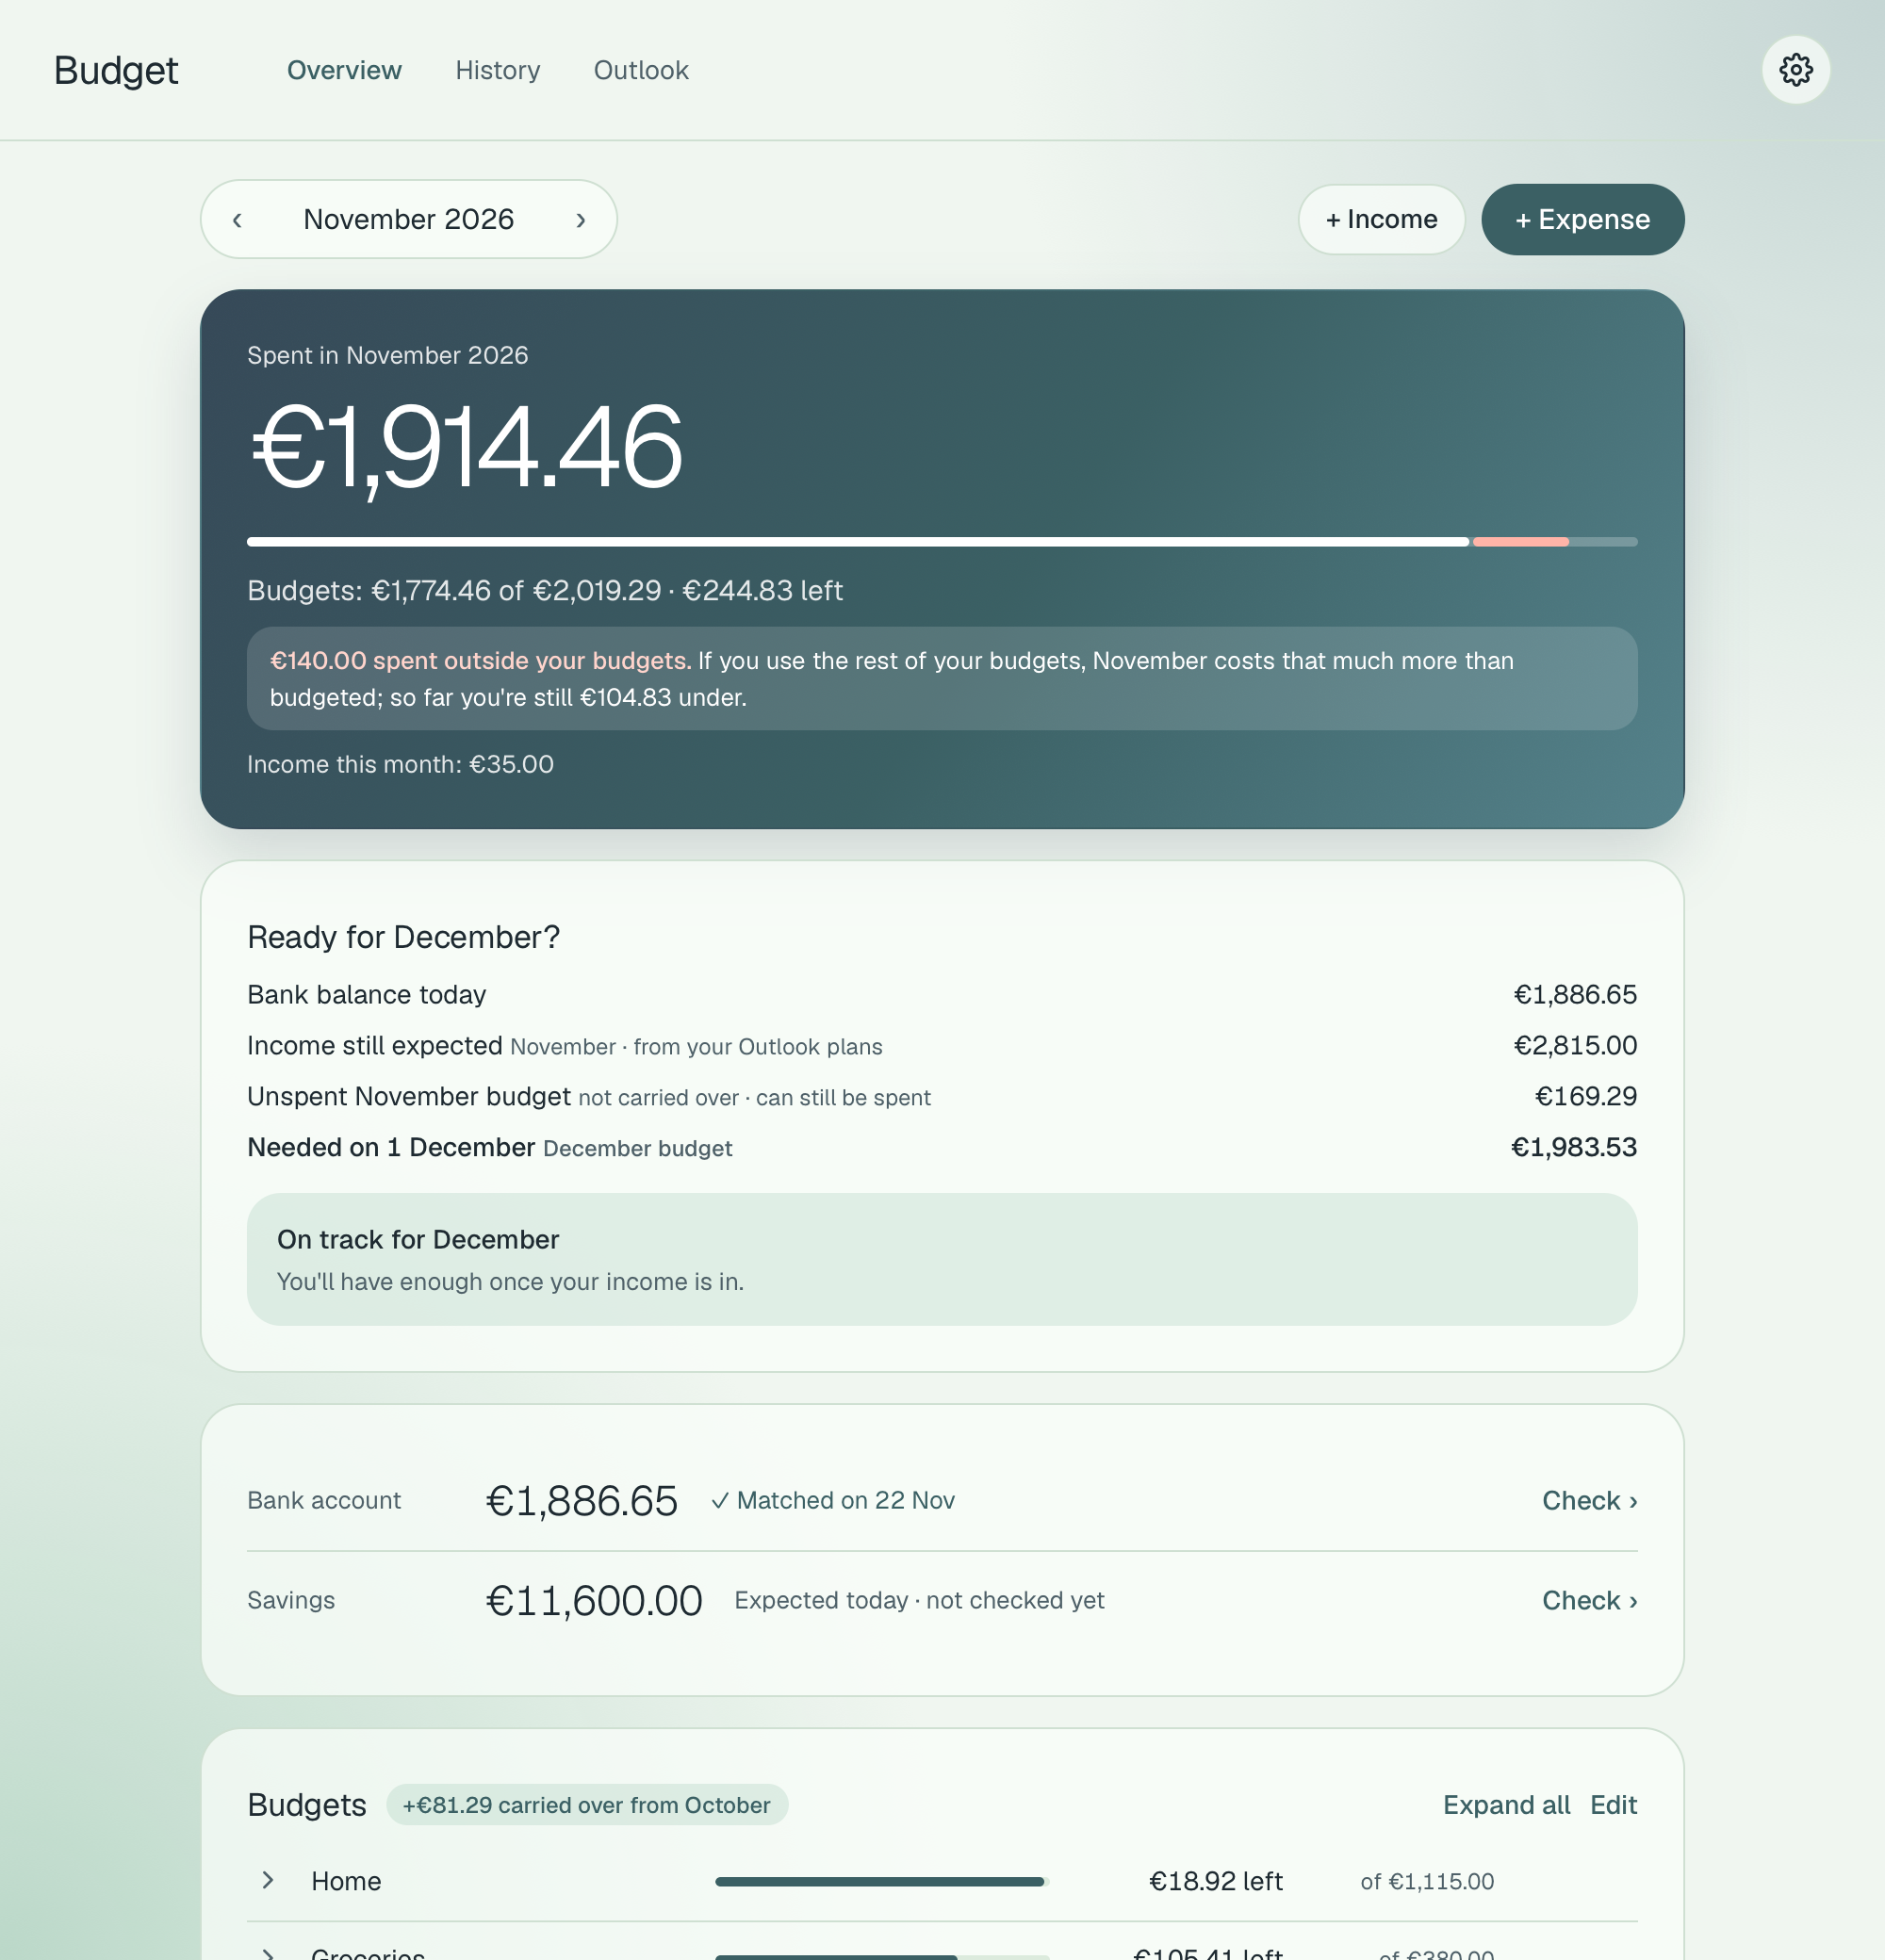 Budget
Overview
History
Outlook
‹ November 2026 ›
+ Income
+ Expense
Spent in November 2026
€1,914.46
Budgets: €1,774.46 of €2,019.29 · €244.83 left
€140.00 spent outside your budgets. If you use the rest of your budgets, November costs that much more than
budgeted; so far you're still €104.83 under.
Income this month: €35.00
Ready for December?
Bank balance today €1,886.65
Income still expected November · from your Outlook plans €2,815.00
Unspent November budget not carried over · can still be spent €169.29
Needed on 1 December December budget €1,983.53
On track for December
You'll have enough once your income is in.
Bank account €1,886.65 ✓ Matched on 22 Nov Check ›
Savings €11,600.00 Expected today · not checked yet Check ›
Budgets +€81.29 carried over from October Expand all Edit
Home €18.92 left of €1,115.00
Groceries €105.41 left of €380.00